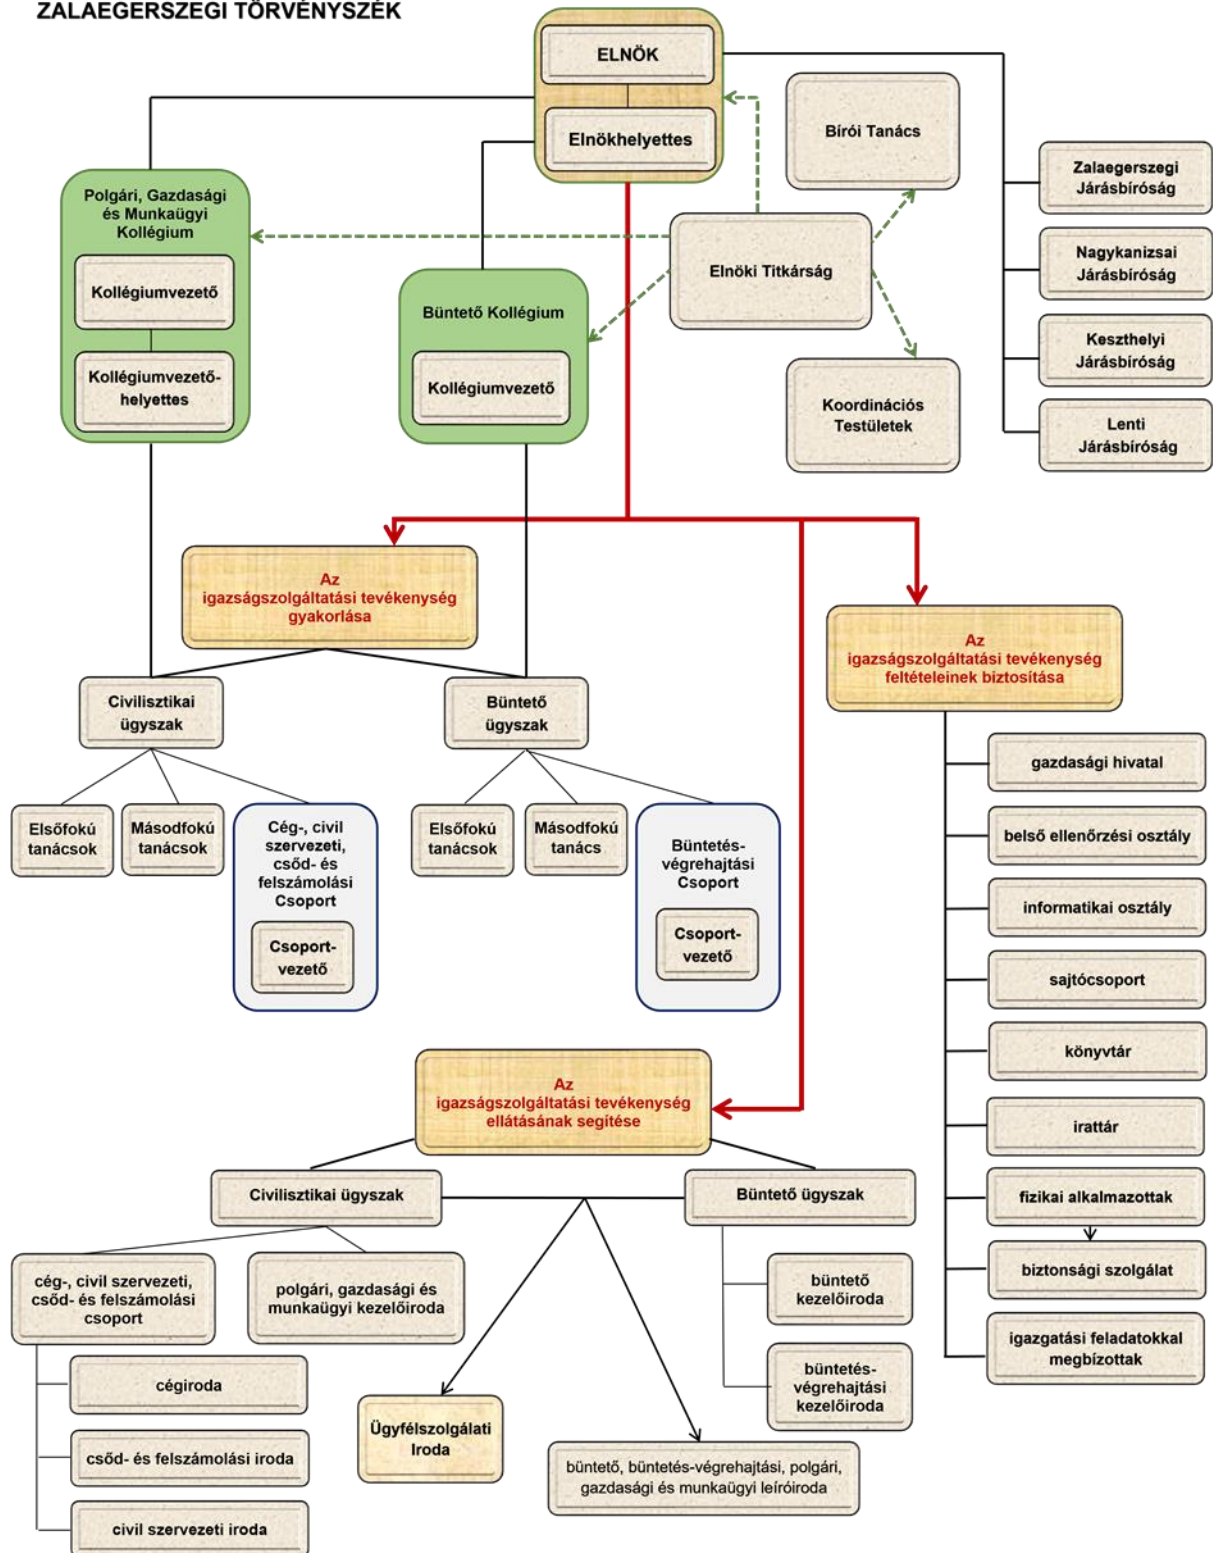 ZALAEGERSZEGI TÖRVÉNYSZÉK
ELNÖK
Elnökhelyettes
Bírói Tanács
Zalaegerszegi
Járásbíróság
Polgári, Gazdasági
és Munkaügyi
Kollégium
Kollégiumvezető
Kollégiumvezető-
helyettes
Büntető Kollégium
Kollégiumvezető
Elnöki Titkárság
Nagykanizsai
Járásbíróság
Keszthelyi
Járásbíróság
Koordinációs
Testületek
Lenti
Járásbíróság
Az
igazságszolgáltatási tevékenység
gyakorlása
Az
igazságszolgáltatási tevékenység
feltételeinek biztosítása
Civilisztikai
ügyszak
Büntető
ügyszak
Elsőfokú
tanácsok
Másodfokú
tanácsok
Cég-, civil
szervezeti,
csőd- és
felszámolási
Csoport
Csoport-
vezető
Elsőfokú
tanácsok
Másodfokú
tanács
Büntetés-
végrehajtási
Csoport
Csoport-
vezető
gazdasági hivatal
belső ellenőrzési osztály
informatikai osztály
sajtócsoport
könyvtár
irattár
fizikai alkalmazottak
biztonsági szolgálat
igazgatási feladatokkal
megbízottak
Az
igazságszolgáltatási tevékenység
ellátásának segítése
Civilisztikai ügyszak
Büntető ügyszak
cég-, civil szervezeti,
csőd- és felszámolási
csoport
polgári, gazdasági és
munkaügyi kezelőiroda
büntető
kezelőiroda
büntetés-
végrehajtási
kezelőiroda
cégiroda
csőd- és felszámolási iroda
civil szervezeti iroda
Ügyfélszolgálati
Iroda
büntető, büntetés-végrehajtási, polgári,
gazdasági és munkaügyi leíróiroda